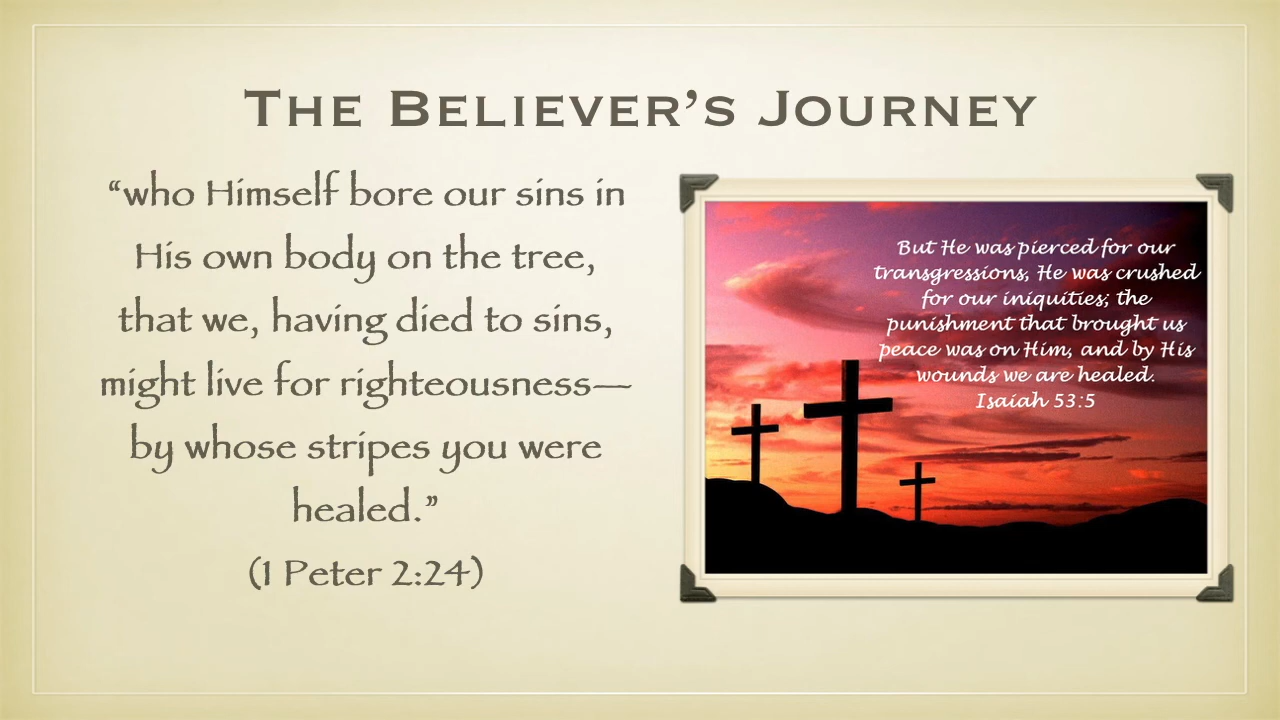 The Believer’s Journey
“who Himself bore our sins in
His own body on the tree,
that we, having died to sins,
might live for righteousness—
by whose stripes you were
healed.”
(1 Peter 2:24)
But He was pierced for our
transgressions, He was crushed
for our iniquities; the
punishment that brought us
peace was on Him, and by His
wounds we are healed.
Isaiah 53:5